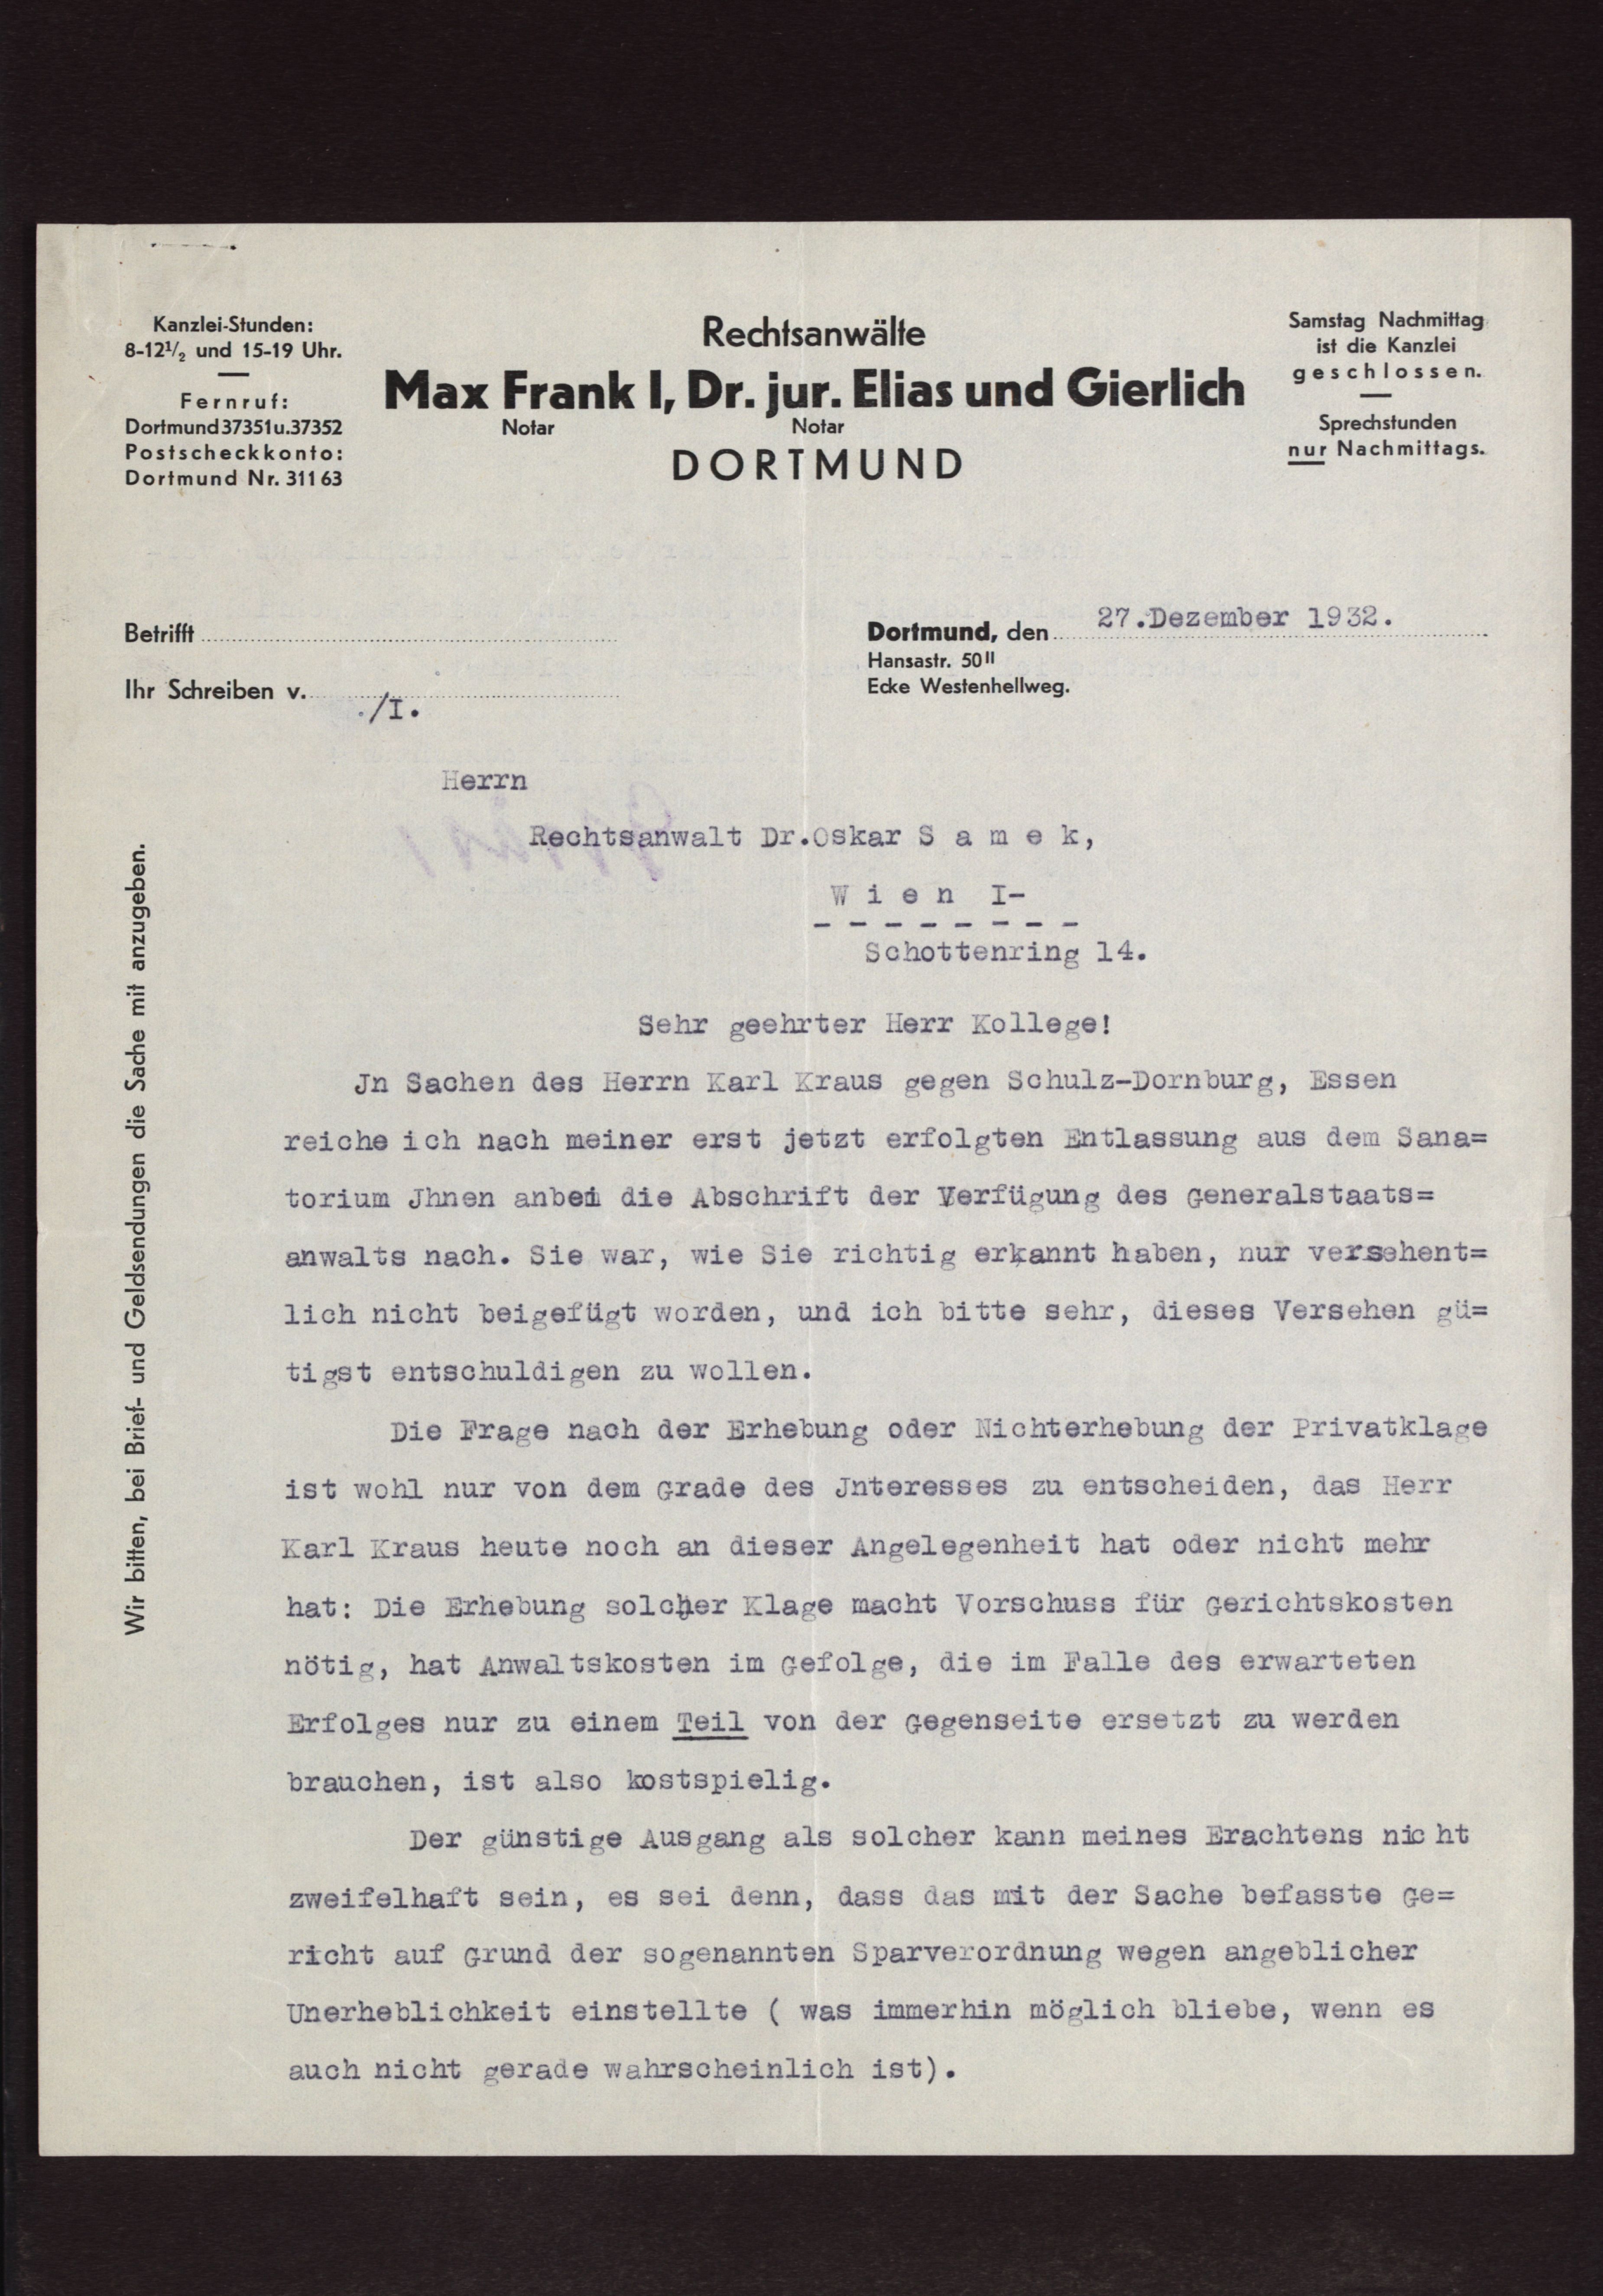 Kanzlei-Stunden:
8-12½ und 15-19 Uhr.
Fernruf:
Dortmund 37351 u. 37352
Postscheckkonto:
Dortmund Nr. 311 63
Rechtsanwälte
Max Frank I, Dr. jur. Elias und Gierlich
Notar Notar
DORTMUND
Samstag Nachmittag
ist die Kanzlei
geschlossen.
Sprechstunden
nur Nachmittags.
Betrifft
Ihr Schreiben v.
./I.
Dortmund, den 27.Dezember 1932.
Hansastr. 50 II
Ecke Westenhellweg.
Wir bitten, bei Brief- und Geldsendungen die Sache mit anzugeben.
Herrn
Rechtsanwalt Dr.Oskar S a m e k,
W i e n I-
- - - - - - - -
Schottenring 14.
Sehr geehrter Herr Kollege!
Jn Sachen des Herrn Karl Kraus gegen Schulz-Dornburg, Essen
reiche ich nach meiner erst jetzt erfolgten Entlassung aus dem Sana=
torium Jhnen anbei die Abschrift der Verfügung des Generalstaats=
anwalts nach. Sie war, wie Sie richtig erkannt haben, nur versehent=
lich nicht beigefügt worden, und ich bitte sehr, dieses Versehen gü=
tigst entschuldigen zu wollen.
Die Frage nach der Erhebung oder Nichterhebung der Privatklage
ist wohl nur von dem Grade des Jnteresses zu entscheiden, das Herr
Karl Kraus heute noch an dieser Angelegenheit hat oder nicht mehr
hat: Die Erhebung solcher Klage macht Vorschuss für Gerichtskosten
nötig, hat Anwaltskosten im Gefolge, die im Falle des erwarteten
Erfolges nur zu einem Teil von der Gegenseite ersetzt zu werden
brauchen, ist also kostspielig.
Der günstige Ausgang als solcher kann meines Erachtens nicht
zweifelhaft sein, es sei denn, dass das mit der Sache befasste Ge=
richt auf Grund der sogenannten Sparverordnung wegen angeblicher
Unerheblichkeit einstellte ( was immerhin möglich bliebe, wenn es
auch nicht gerade wahrscheinlich ist).